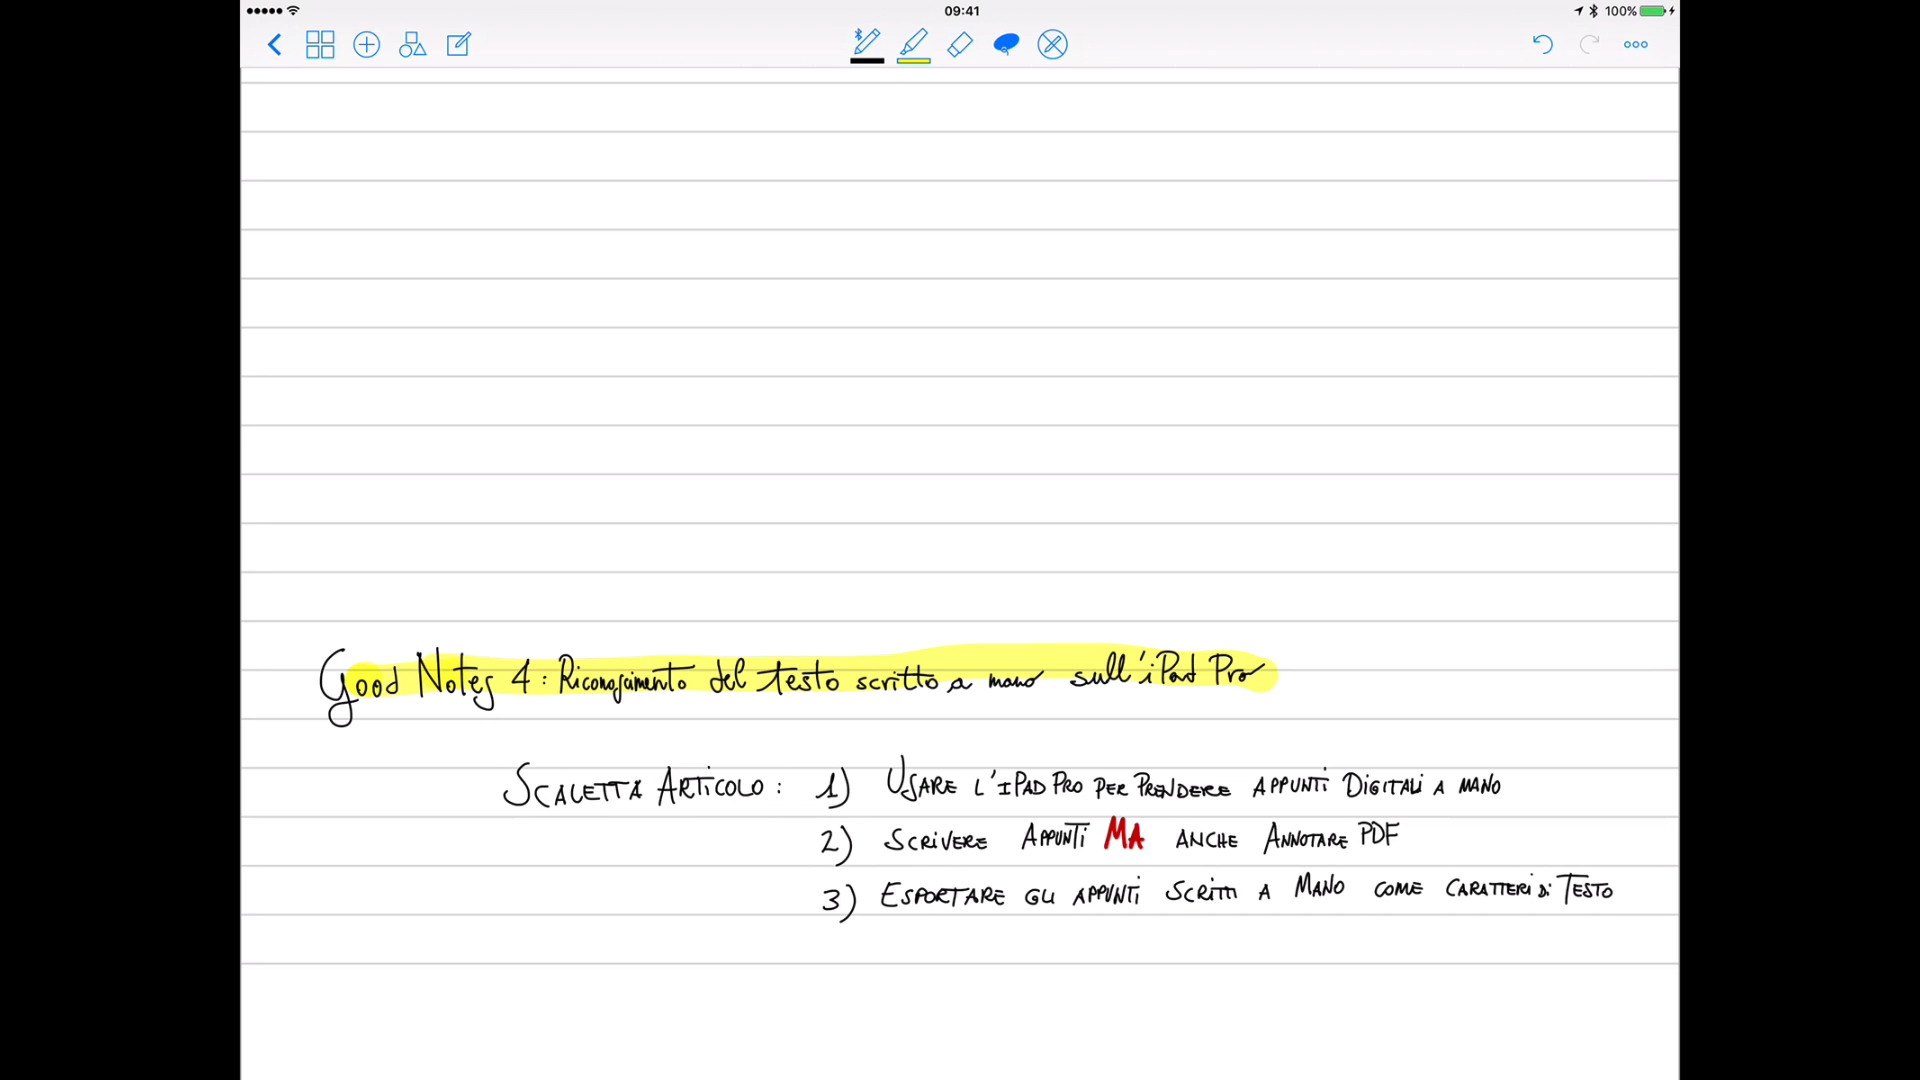 09:41
100%
Good Notes 4: Riconoscimento del testo scritto a mano sull'iPad Pro
SCALETTA ARTiCOLO: 1) USARE L'iPAD PRO PER PRENDERE APPUNTi DiGiTALi A MANO
2) SCRiVERE APPUNTi MA ANCHE ANNOTARE PDF
3) ESPORTARE GLI APPUNTi SCRiTTi A MANO COME CARATTERi Di TESTO